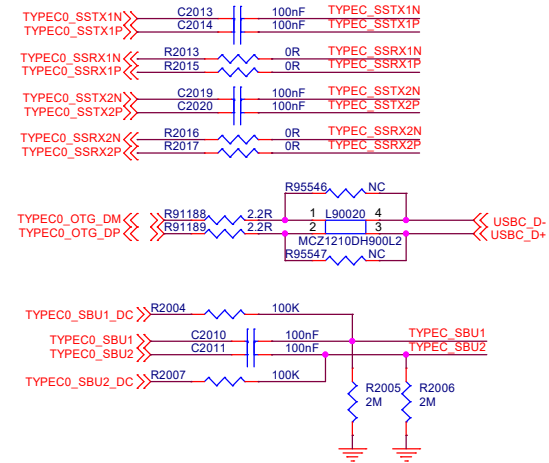 TYPEC0_SSTX1N C2013 100nF TYPEC_SSTX1N
TYPEC0_SSTX1P C2014 100nF TYPEC_SSTX1P
TYPEC0_SSRX1N R2013 0R TYPEC_SSRX1N
TYPEC0_SSRX1P R2015 0R TYPEC_SSRX1P
TYPEC0_SSTX2N C2019 100nF TYPEC_SSTX2N
TYPEC0_SSTX2P C2020 100nF TYPEC_SSTX2P
TYPEC0_SSRX2N R2016 0R TYPEC_SSRX2N
TYPEC0_SSRX2P R2017 0R TYPEC_SSRX2P
R95546 NC
TYPEC0_OTG_DM R91188 2.2R 1 L90020 4 USBC_D-
TYPEC0_OTG_DP R91189 2.2R 2 3 USBC_D+
MCZ1210DH900L2
R95547 NC
TYPEC0_SBU1_DC R2004 100K
TYPEC0_SBU1 C2010 100nF TYPEC_SBU1
TYPEC0_SBU2 C2011 100nF TYPEC_SBU2
TYPEC0_SBU2_DC R2007 100K
R2005 R2006
2M 2M